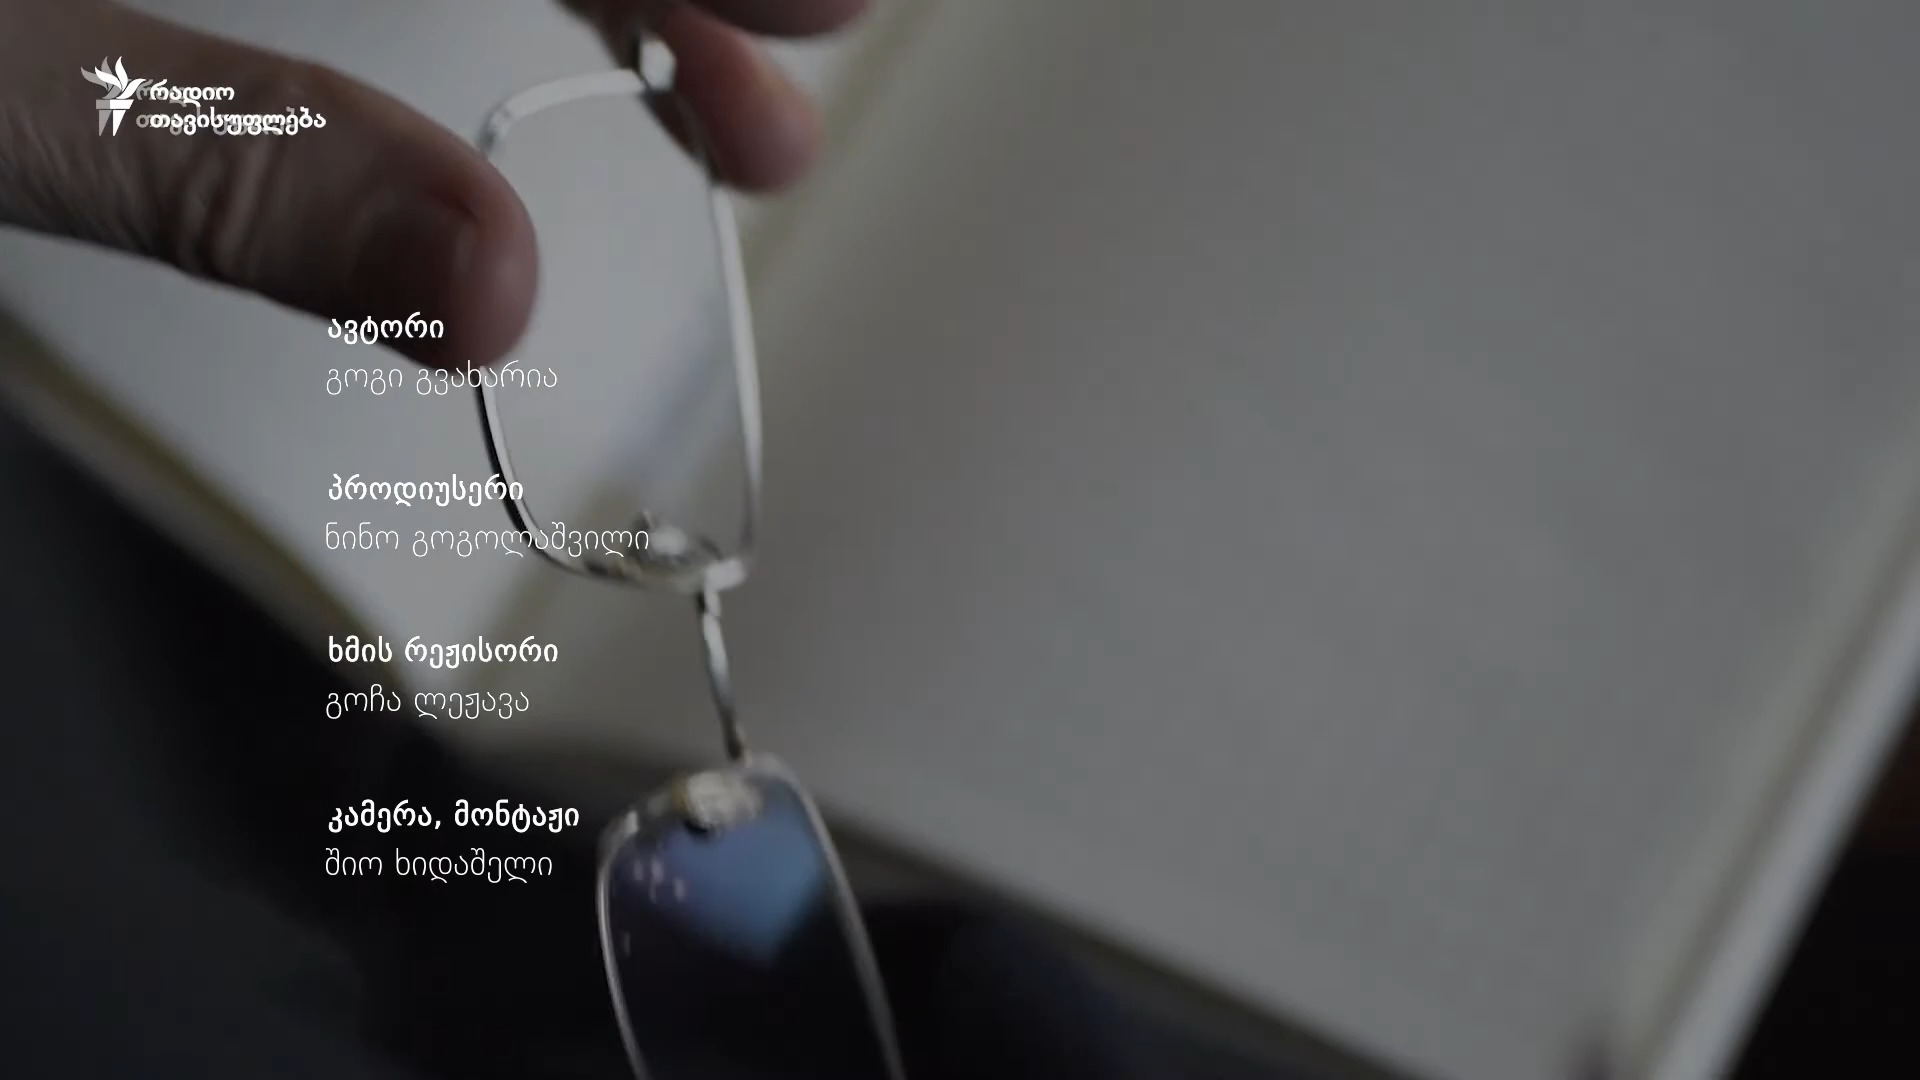 რადიო
თავისუფლება
ავტორი
გოგი გვახარია
პროდიუსერი
ნინო გოგოლაშვილი
ხმის რეჟისორი
გოჩა ლეჟავა
კამერა, მონტაჟი
შიო ხიდაშელი